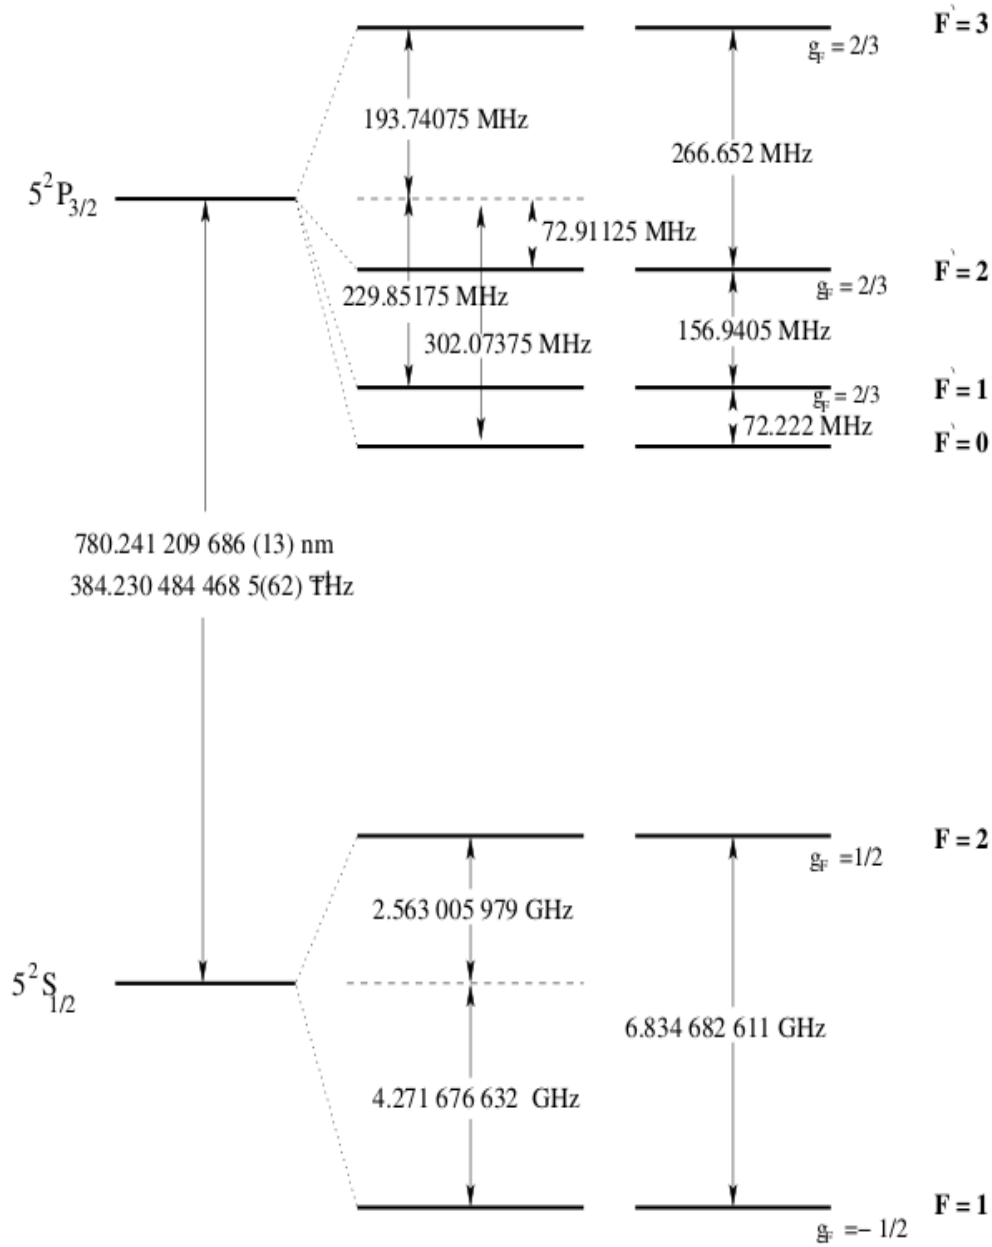 F` = 3
g_F = 2/3
193.74075 MHz
266.652 MHz
5²P₃/₂
72.91125 MHz
F` = 2
g_F = 2/3
229.85175 MHz
156.9405 MHz
302.07375 MHz
F` = 1
g_F = 2/3
72.222 MHz
F` = 0
780.241 209 686 (13) nm
384.230 484 468 5(62) THz
F = 2
g_F =1/2
2.563 005 979 GHz
5²S₁/₂
6.834 682 611 GHz
4.271 676 632 GHz
F = 1
g_F =− 1/2